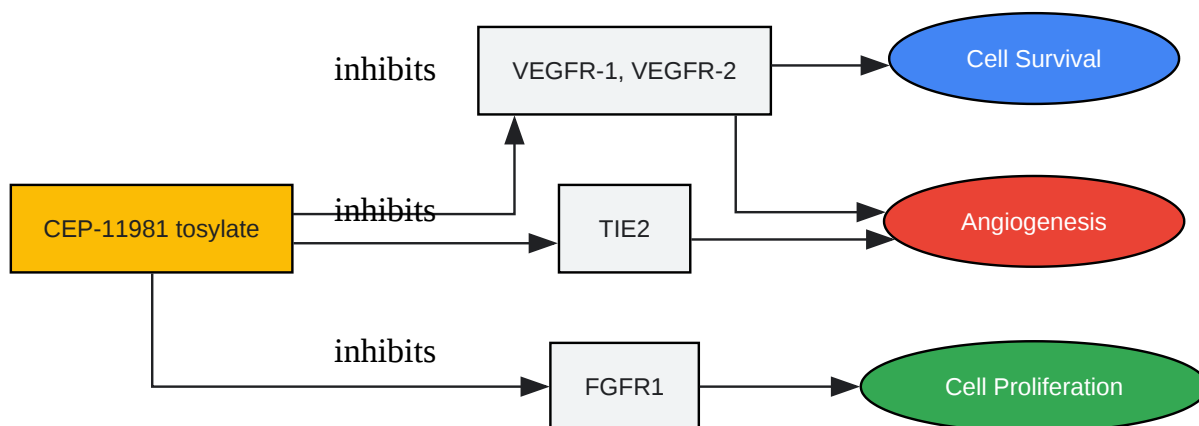 inhibits
VEGFR-1, VEGFR-2
Cell Survival
CEP-11981 tosylate
inhibits
TIE2
Angiogenesis
inhibits
FGFR1
Cell Proliferation